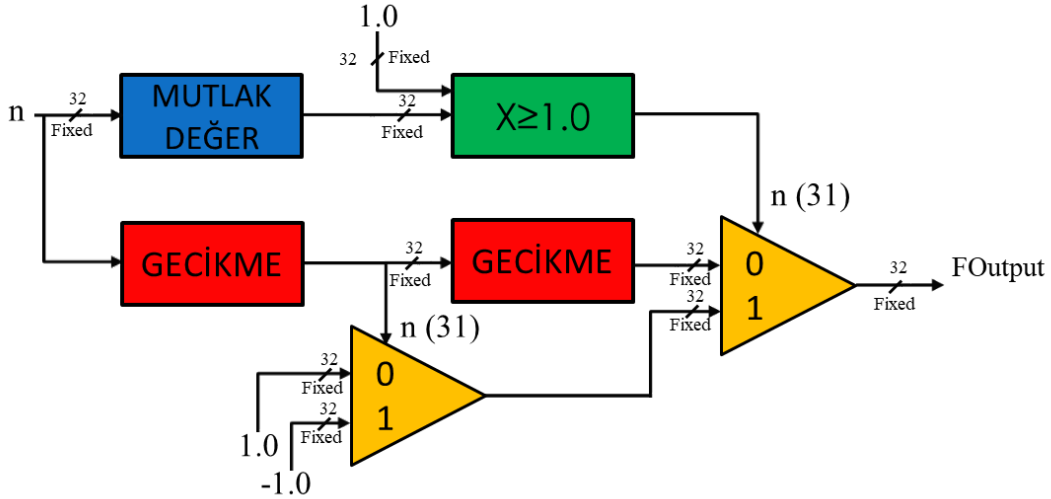 1.0
32 Fixed
n
32
Fixed
MUTLAK
DEĞER
32
Fixed
X≥1.0
n (31)
GECİKME
32
Fixed
GECİKME
32
Fixed
0
1
32
Fixed
32
Fixed
FOutput
n (31)
32
Fixed
0
1
32
Fixed
1.0
-1.0